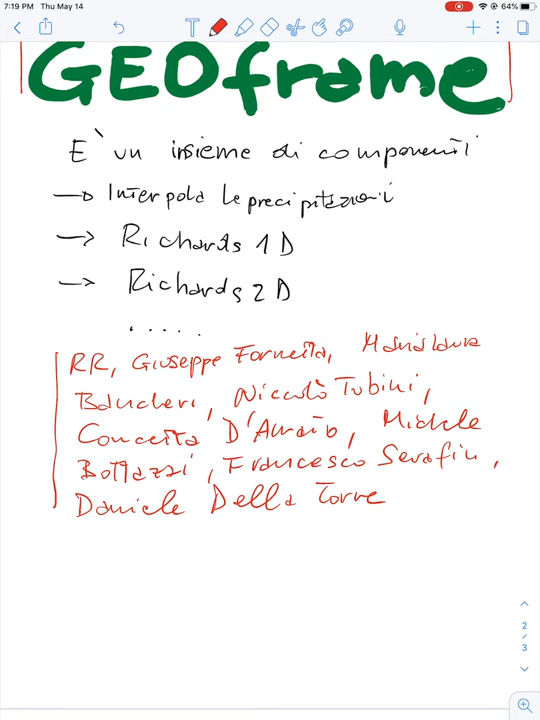 7:19 PM Thu May 14
64%
GEOframe
E` un insieme di componenti
→ Interpola le precipitazioni
→ Richards 1D
→ Richards 2D
......
RR, Giuseppe Formetta, Marialaura
Bancheri, Niccolò Tubini,
Concetta D'Amato, Michele
Bottazzi, Francesco Serafin,
Daniele Dalla Torre
2
/
3